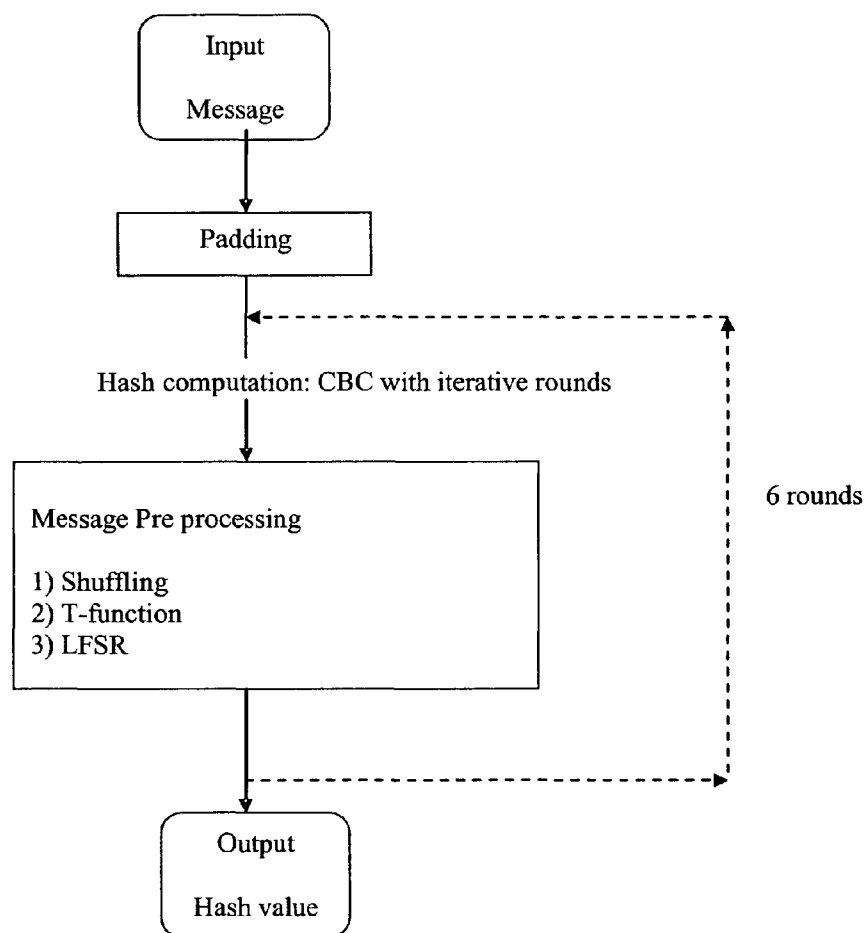 Input
Message
Padding
Hash computation: CBC with iterative rounds
6 rounds
Message Pre processing
1) Shuffling
2) T-function
3) LFSR
Output
Hash value